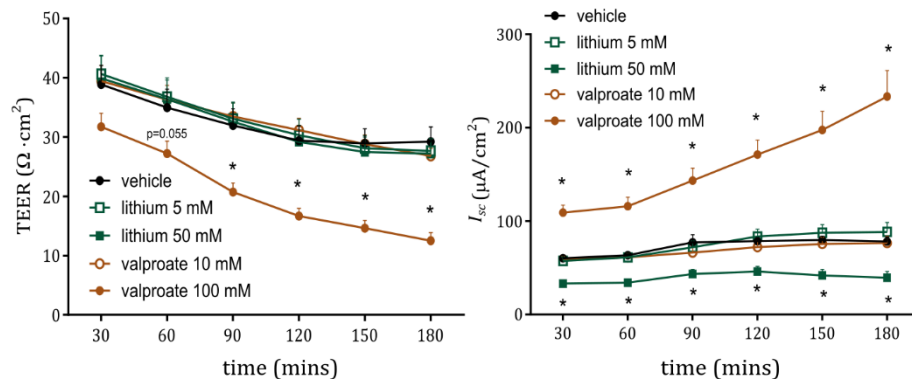 50
40
30
20
10
0
TEER (Ω ·cm²)
p=0.055
*
*
*
*
vehicle
lithium 5 mM
lithium 50 mM
valproate 10 mM
valproate 100 mM
30 60 90 120 150 180
time (mins)
vehicle
lithium 5 mM
lithium 50 mM
valproate 10 mM
valproate 100 mM
300
200
100
0
Isc (µA/cm²)
* * * * * *
* * * * * *
30 60 90 120 150 180
time (mins)